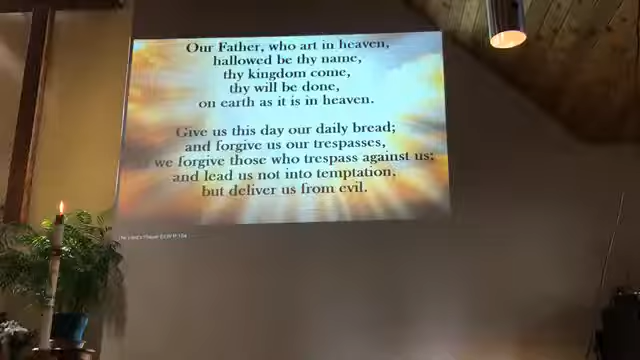 Our Father, who art in heaven,
hallowed be thy name,
thy kingdom come,
thy will be done,
on earth as it is in heaven.
Give us this day our daily bread;
and forgive us our trespasses,
we forgive those who trespass against us;
and lead us not into temptation,
but deliver us from evil.